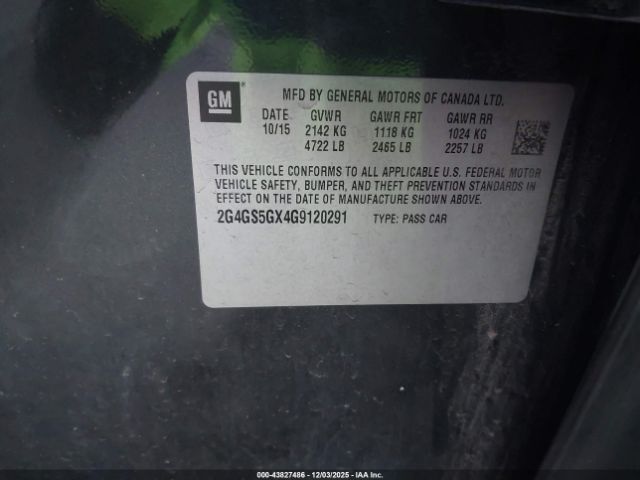 GM
MFD BY GENERAL MOTORS OF CANADA LTD.
DATE GVWR GAWR FRT GAWR RR
10/15 2142 KG 1118 KG 1024 KG
4722 LB 2465 LB 2257 LB
THIS VEHICLE CONFORMS TO ALL APPLICABLE U.S. FEDERAL MOTOR
VEHICLE SAFETY, BUMPER, AND THEFT PREVENTION STANDARDS IN
EFFECT ON THE DATE OF MANUFACTURE SHOWN ABOVE.
2G4GS5GX4G9120291 TYPE: PASS CAR
43827486 - 12/03/2025 - IAA Inc.